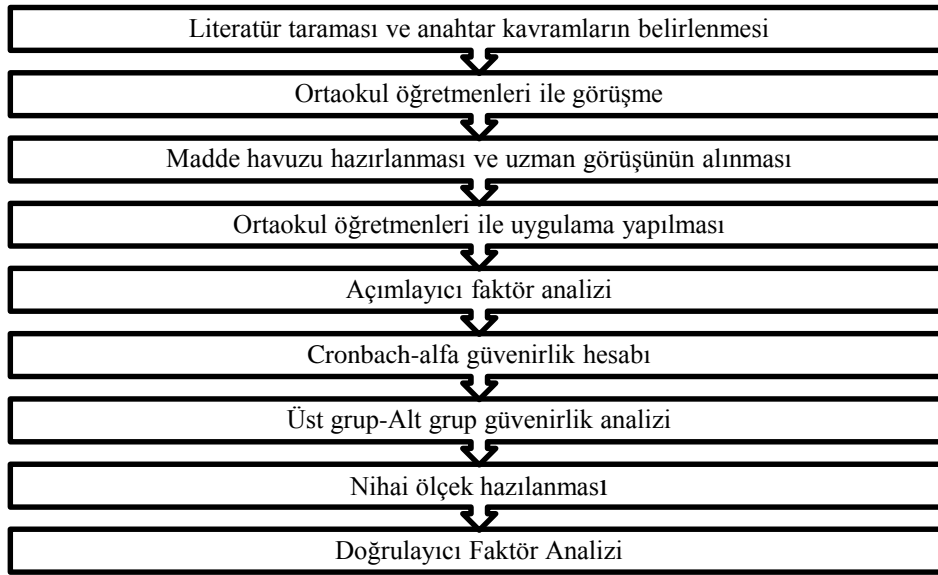 Literatür taraması ve anahtar kavramların belirlenmesi
Ortaokul öğretmenleri ile görüşme
Madde havuzu hazırlanması ve uzman görüşünün alınması
Ortaokul öğretmenleri ile uygulama yapılması
Açımlayıcı faktör analizi
Cronbach-alfa güvenirlik hesabı
Üst grup-Alt grup güvenirlik analizi
Nihai ölçek hazılanması
Doğrulayıcı Faktör Analizi